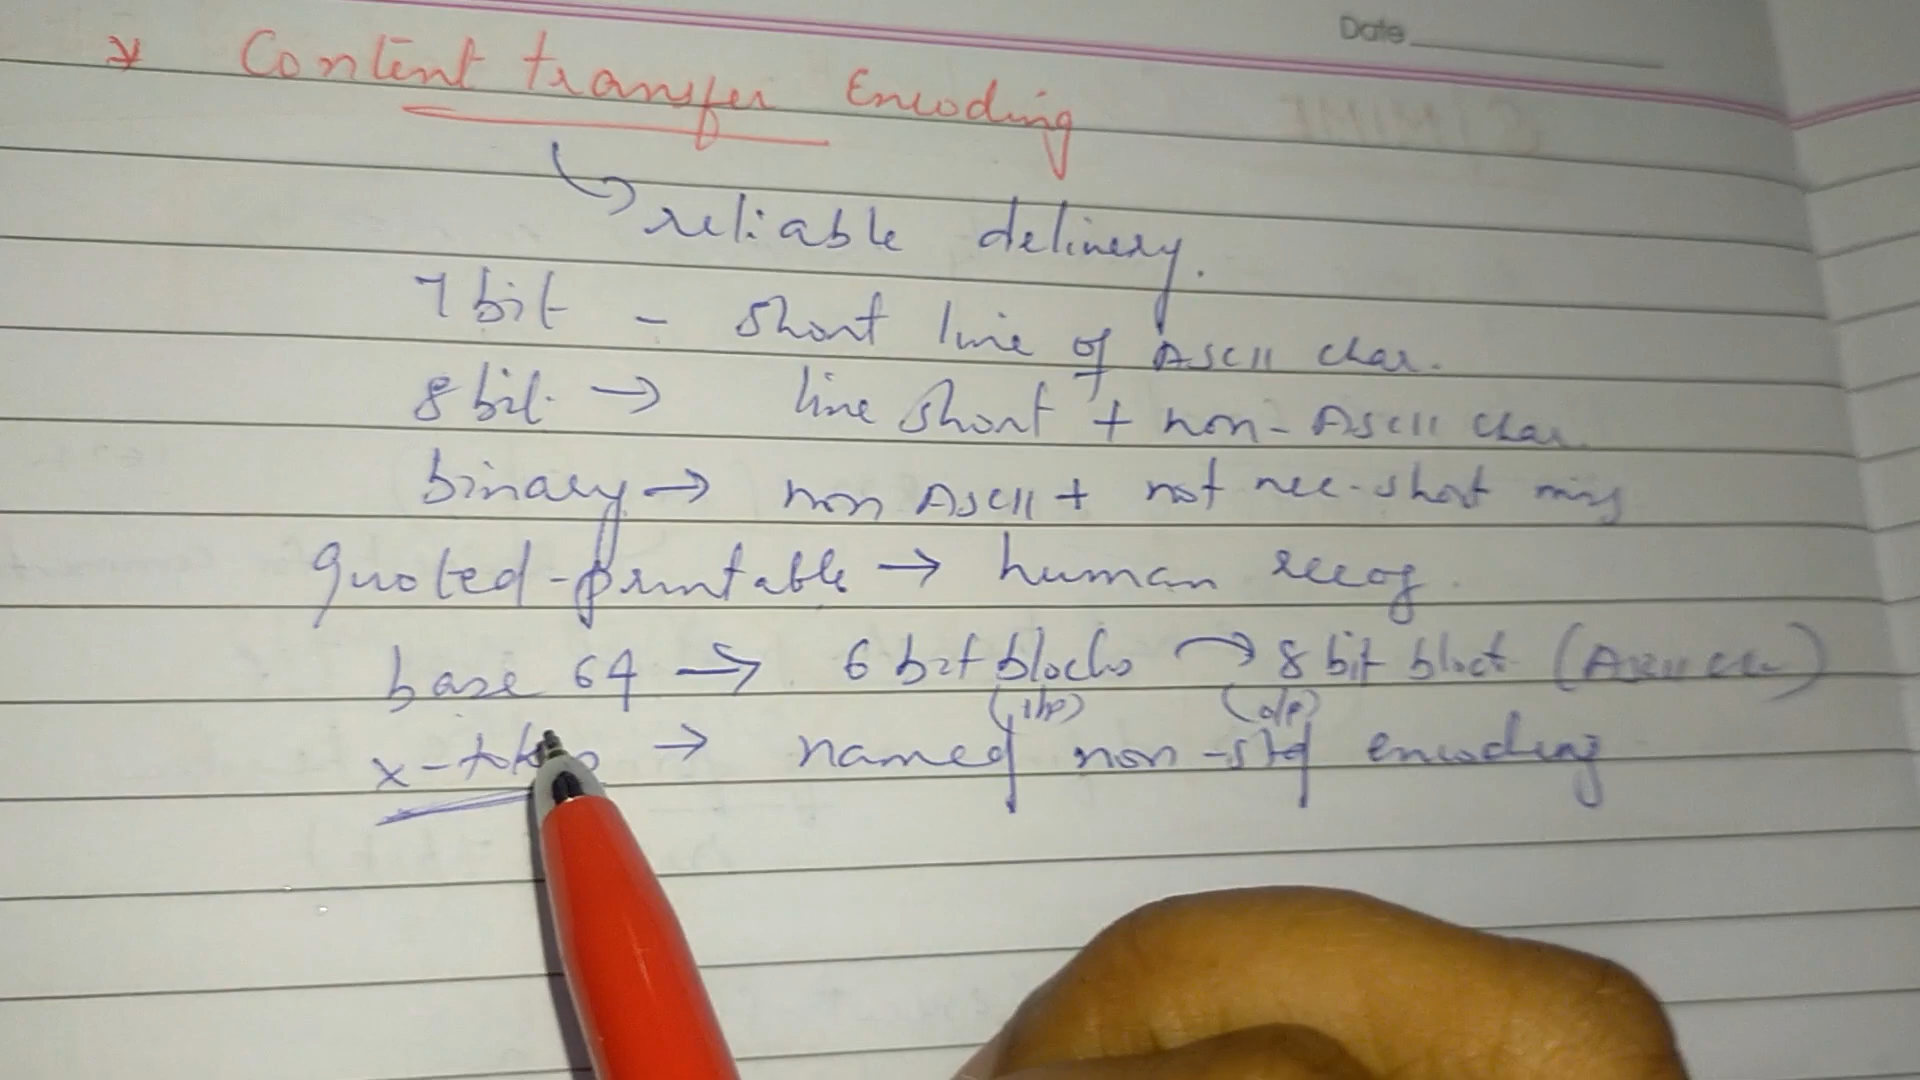 Date
* Content transfer Encoding
reliable delivery.
7 bit - short line of ASCII char.
8 bit. → line short + non-ASCII char.
binary → non ASCII + not nec-short
quoted-printable → human recog.
base 64 → 6 bit blocks → 8 bit block (ASCII char)
(i/p) (o/p)
x-token → named non-std encoding